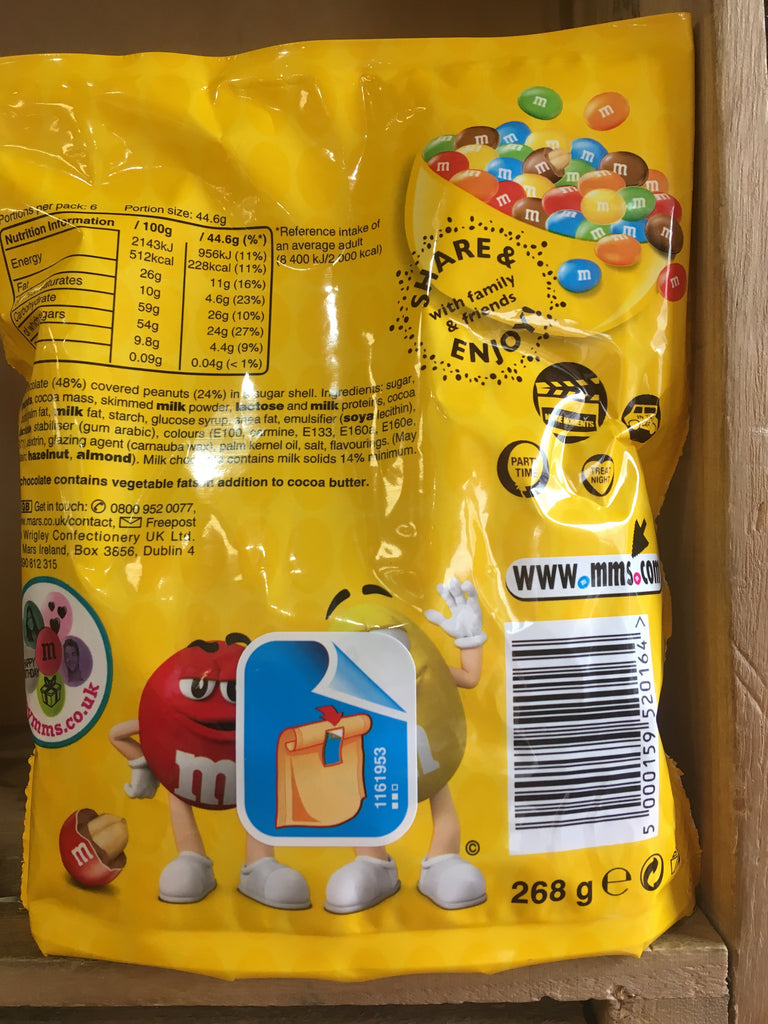 Portions per pack: 6 Portion size: 44.6g
Nutrition Information / 100g / 44.6g (%*)
Energy 2143kJ 956kJ (11%)
512kcal 228kcal (11%)
26g 11g (16%)
10g 4.6g (23%)
59g 26g (10%)
54g 24g (27%)
9.8g 4.4g (9%)
0.09g 0.04g (< 1%)
*Reference intake of
an average adult
(8 400 kJ/2 000 kcal)
SHARE &
with family
& friends
ENJOY!
(48%) covered peanuts (24%) in sugar shell. Ingredients: sugar,
cocoa mass, skimmed milk powder, lactose and milk proteins, cocoa
fat, milk fat, starch, glucose syrup, shea fat, emulsifier (soya lecithin),
stabiliser (gum arabic), colours (E100, carmine, E133, E160a, E160e,
glazing agent (carnauba wax), palm kernel oil, salt, flavouring. (May
hazelnut, almond). Milk contains milk solids 14% minimum.
chocolate contains vegetable fats in addition to cocoa butter.
GB Get in touch: 0800 952 0077,
mars.co.uk/contact, Freepost
Wrigley Confectionery UK Ltd.
Mars Ireland, Box 3856, Dublin 4
812 315
MOMENTS
PARTY
TIME
TREAT
NIGHT
www.mms.com
mms.co.uk
m
m
m
1161953
©
5 000159 520164 >
268 g e